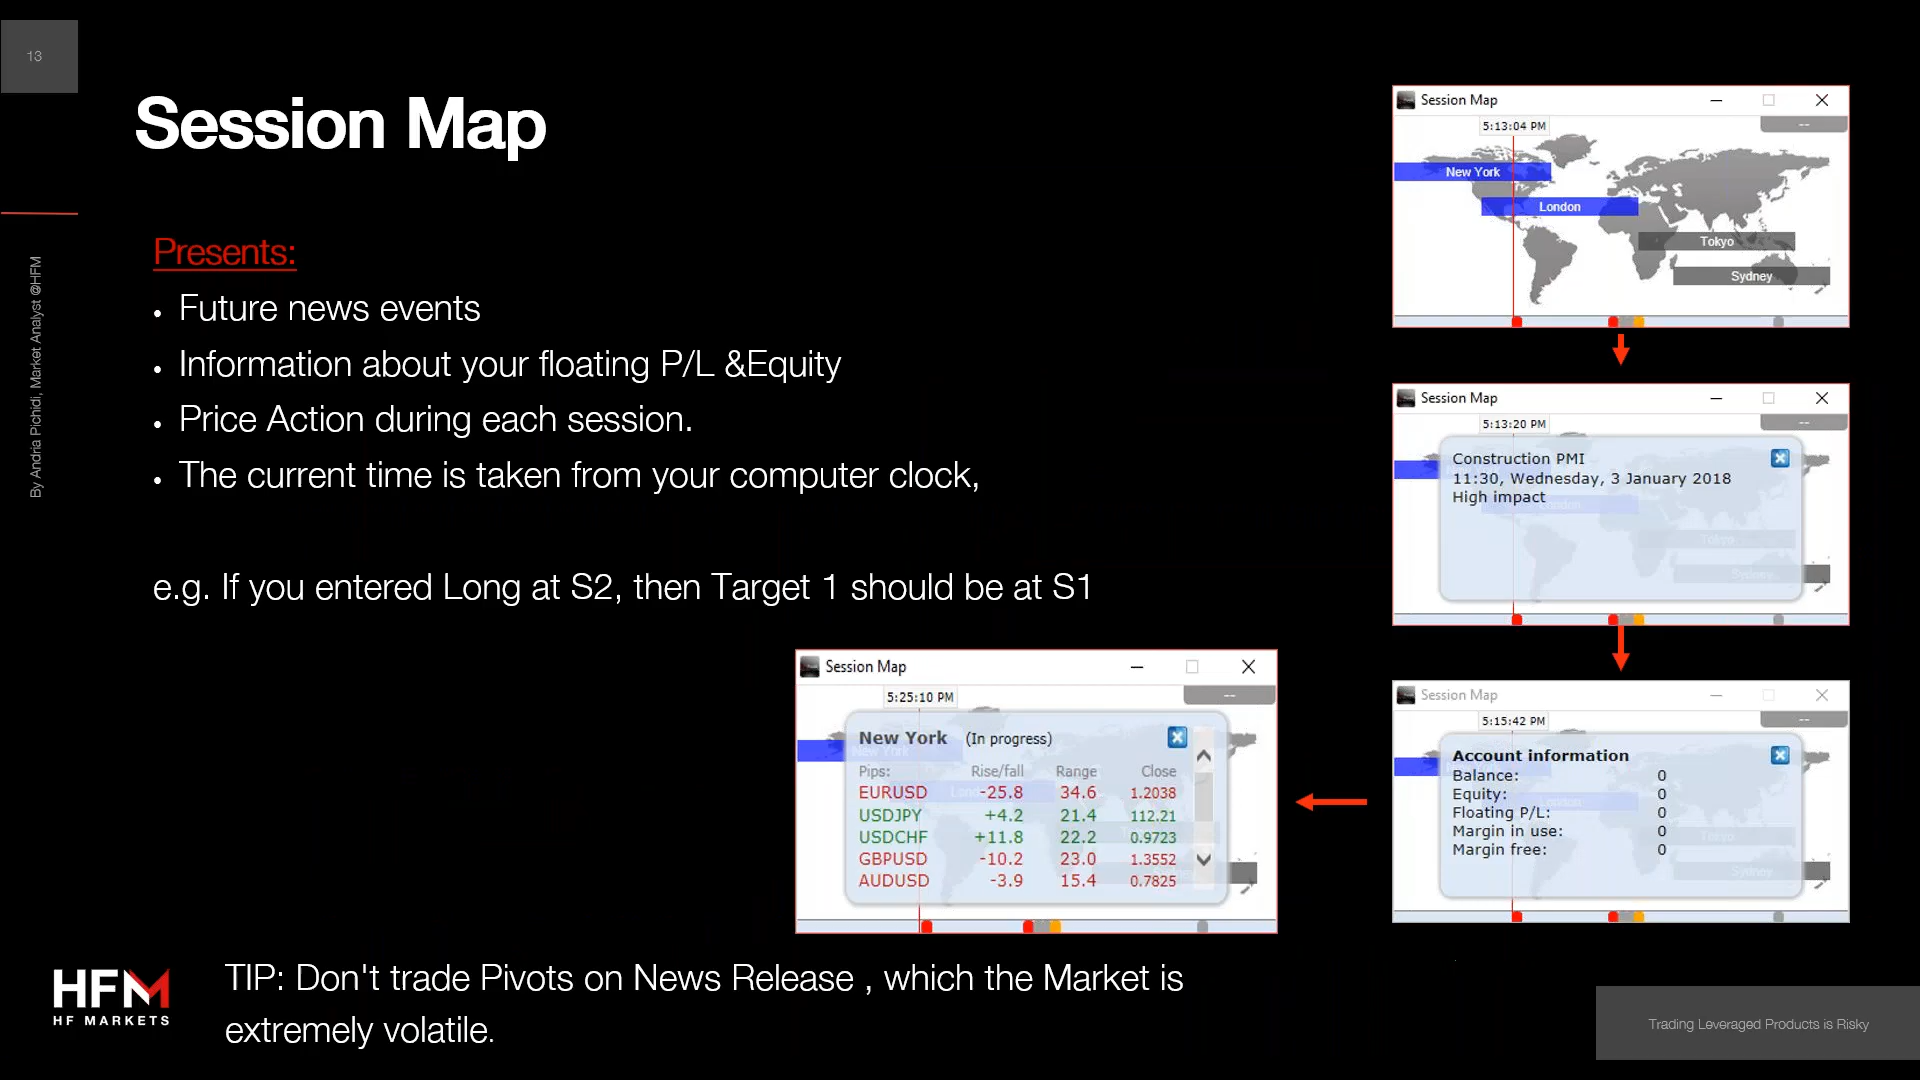 13
Session Map
By Andria Pichidi, Market Analyst @HFM
Presents:
• Future news events
• Information about your floating P/L &Equity
• Price Action during each session.
• The current time is taken from your computer clock,
e.g. If you entered Long at S2, then Target 1 should be at S1
Session Map
5:13:04 PM
--
New York
London
Tokyo
Sydney
Session Map
5:13:20 PM
--
Construction PMI
11:30, Wednesday, 3 January 2018
High impact
London
Tokyo
Sydney
Session Map
5:15:42 PM
--
Account information
Balance: 0
Equity: 0
Floating P/L: 0
Margin in use: 0
Margin free: 0
London
Tokyo
Sydney
Session Map
5:25:10 PM
--
New York (In progress)
Pips: Rise/fall Range Close
EURUSD -25.8 34.6 1.2038
USDJPY +4.2 21.4 112.21
USDCHF +11.8 22.2 0.9723
GBPUSD -10.2 23.0 1.3552
AUDUSD -3.9 15.4 0.7825
HFM
HF MARKETS
TIP: Don't trade Pivots on News Release , which the Market is
extremely volatile.
Trading Leveraged Products is Risky